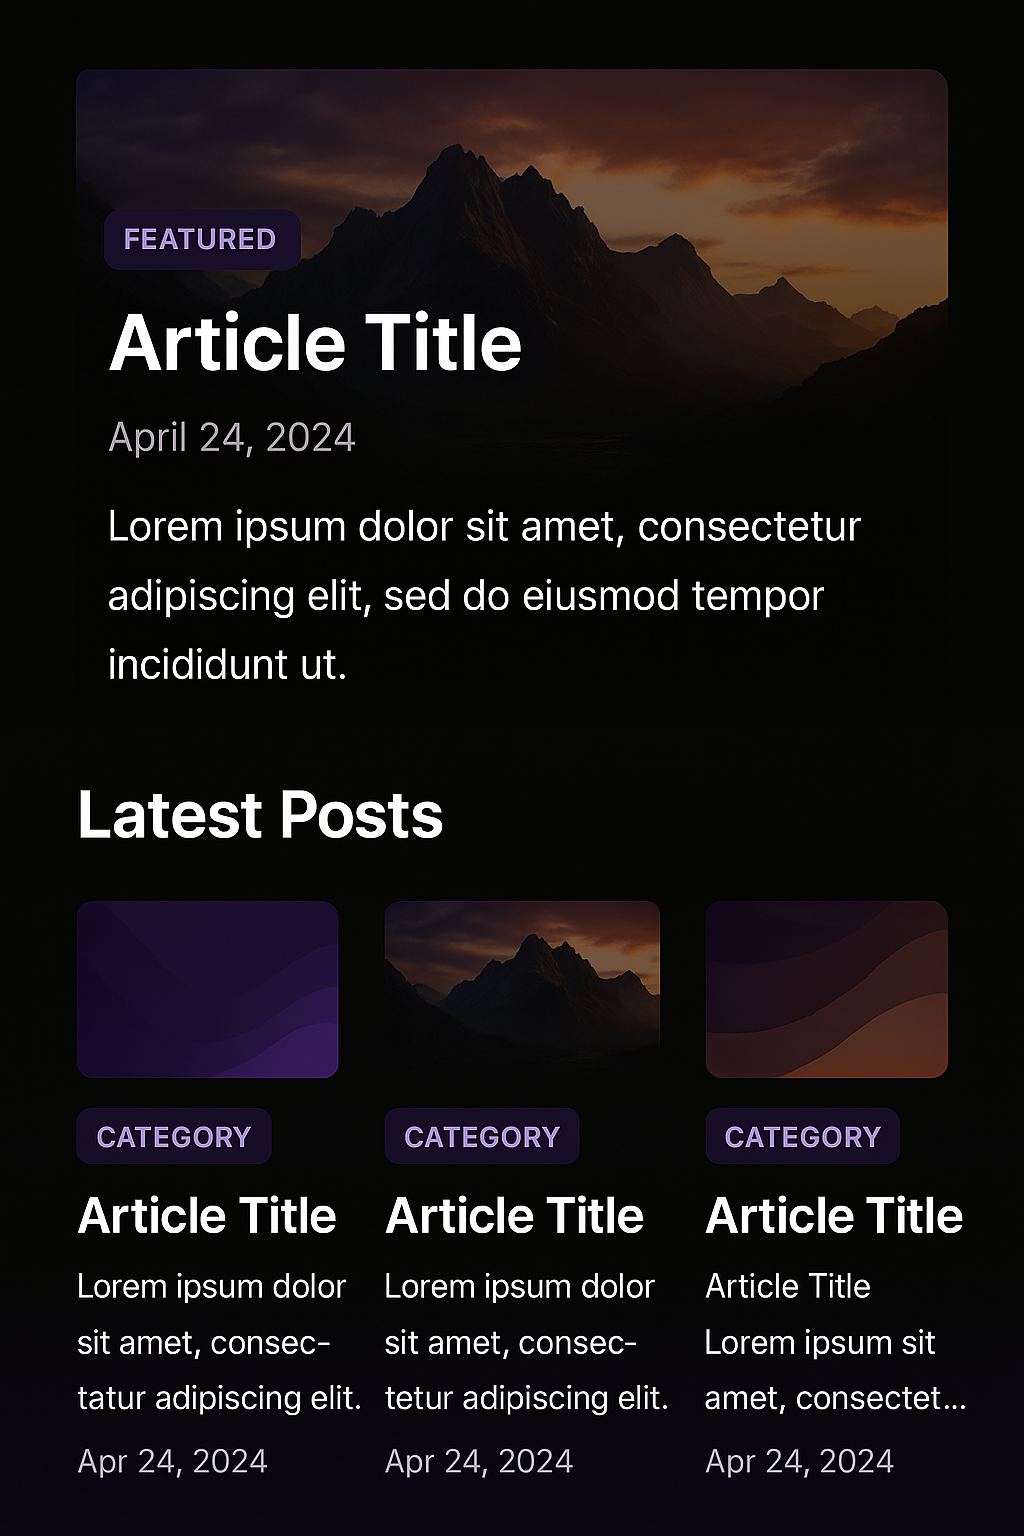 FEATURED
Article Title
April 24, 2024
Lorem ipsum dolor sit amet, consectetur
adipiscing elit, sed do eiusmod tempor
incididunt ut.
Latest Posts
CATEGORY
Article Title
Lorem ipsum dolor
sit amet, consec-
tatur adipiscing elit.
Apr 24, 2024
CATEGORY
Article Title
Lorem ipsum dolor
sit amet, consec-
tetur adipiscing elit.
Apr 24, 2024
CATEGORY
Article Title
Article Title
Lorem ipsum sit
amet, consectet...
Apr 24, 2024